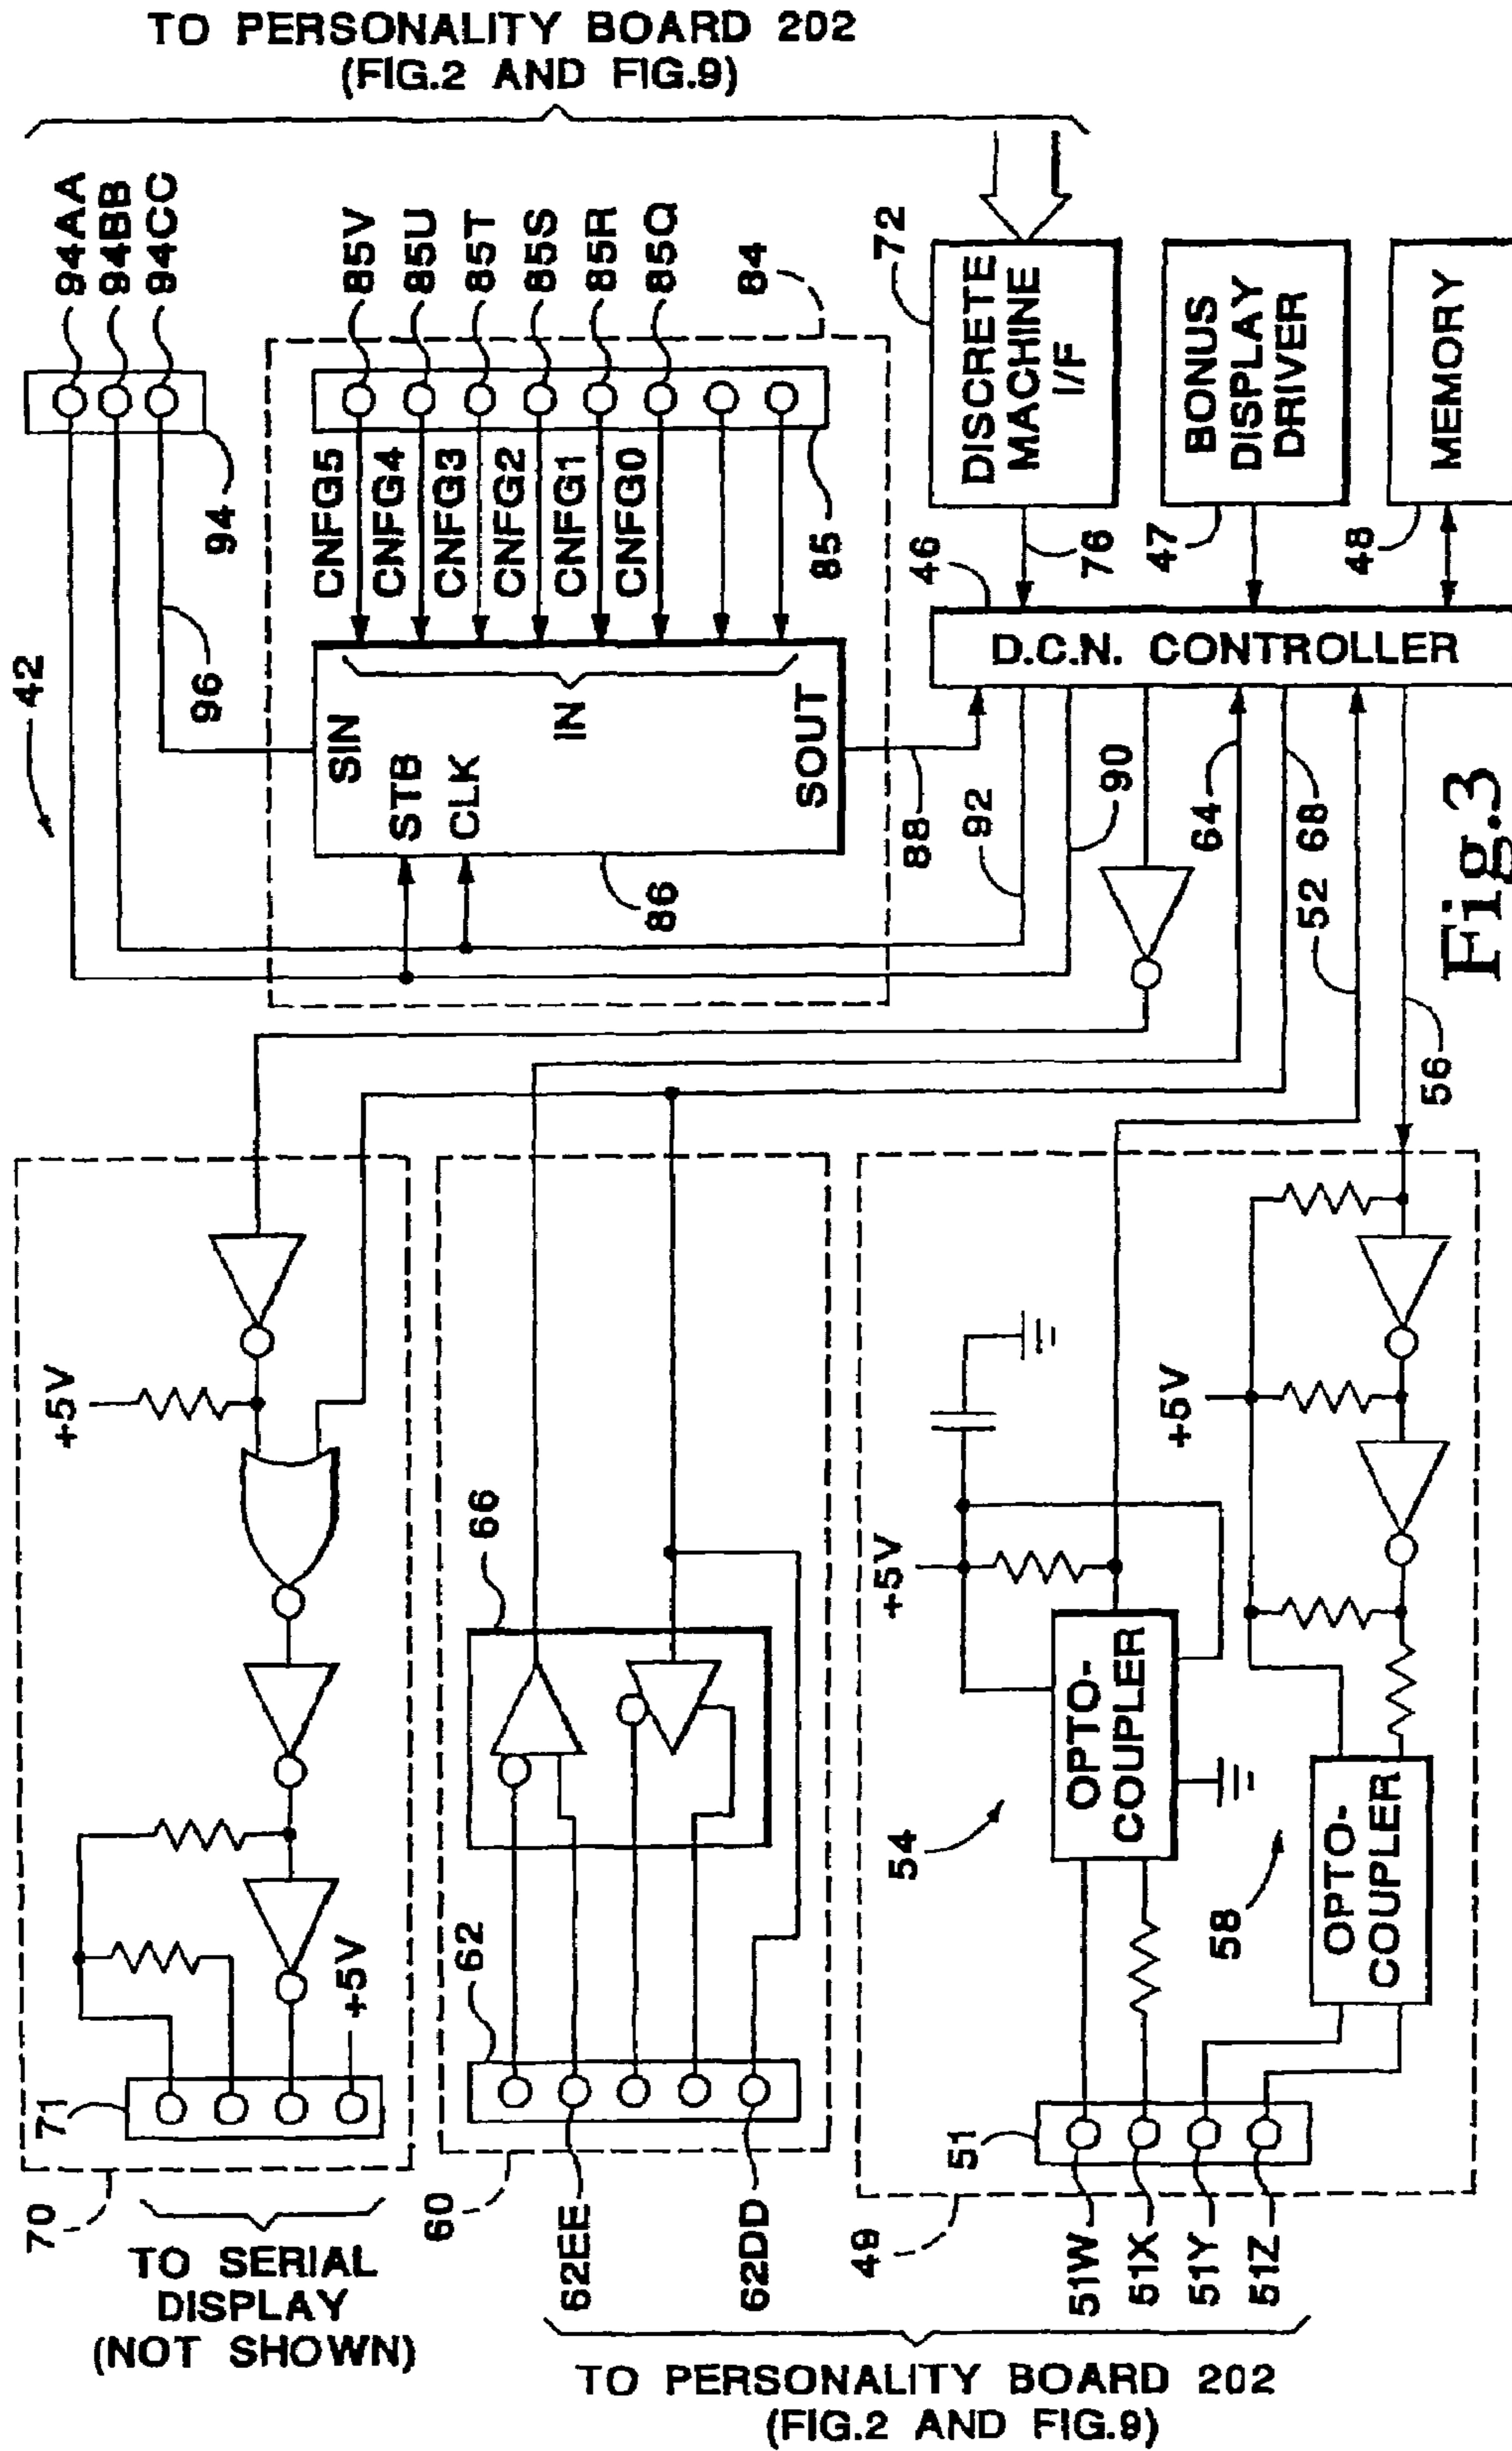 TO PERSONALITY BOARD 202
(FIG.2 AND FIG.9)
94AA
94BB
94CC
42
94
96
85V
85U
85T
85S
85R
85Q
84
CNFG5
CNFG4
CNFG3
CNFG2
CNFG1
CNFG0
85
SIN
STB
CLK
IN
SOUT
86
88
72
DISCRETE
MACHINE
I/F
76
BONUS
DISPLAY
DRIVER
47
MEMORY
48
46
D.C.N. CONTROLLER
92
90
64
68
52
56
Fig.3
+5V
+5V
71
70
TO SERIAL
DISPLAY
(NOT SHOWN)
66
62
60
62EE
62DD
+5V
+5V
OPTO-
COUPLER
54
OPTO-
COUPLER
58
51
49
51W
51X
51Y
51Z
TO PERSONALITY BOARD 202
(FIG.2 AND FIG.9)